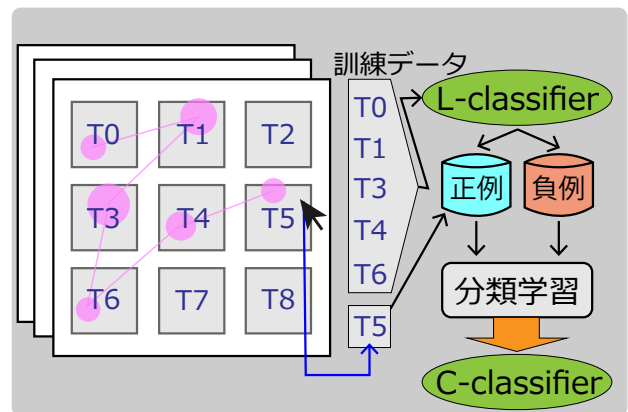 訓練データ
T0
T1
T2
T3
T4
T5
T6
T7
T8
T0
T1
T3
T4
T6
T5
L-classifier
正例
負例
分類学習
C-classifier